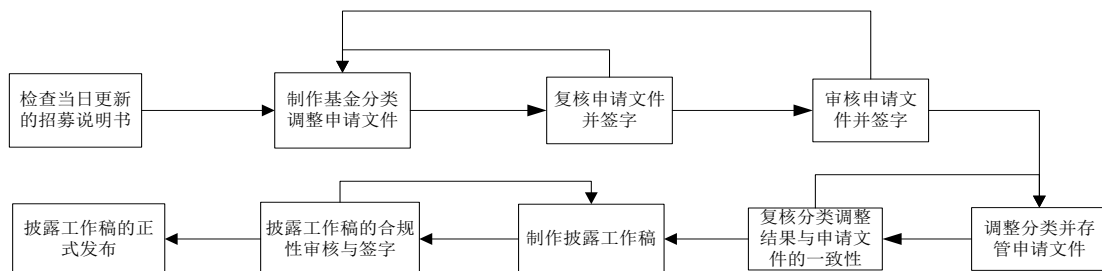 检查当日更新
的招募说明书
制作基金分类
调整申请文件
复核申请文件
并签字
审核申请文
件并签字
披露工作稿的正
式发布
披露工作稿的合规
性审核与签字
制作披露工作稿
复核分类调整
结果与申请文
件的一致性
调整分类并存
管申请文件